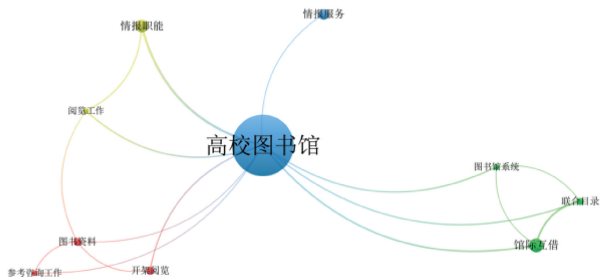 情报服务
情报职能
阅览工作
高校图书馆
图书馆系统
联合目录
馆际互借
图书资料
开架阅览
参考咨询工作